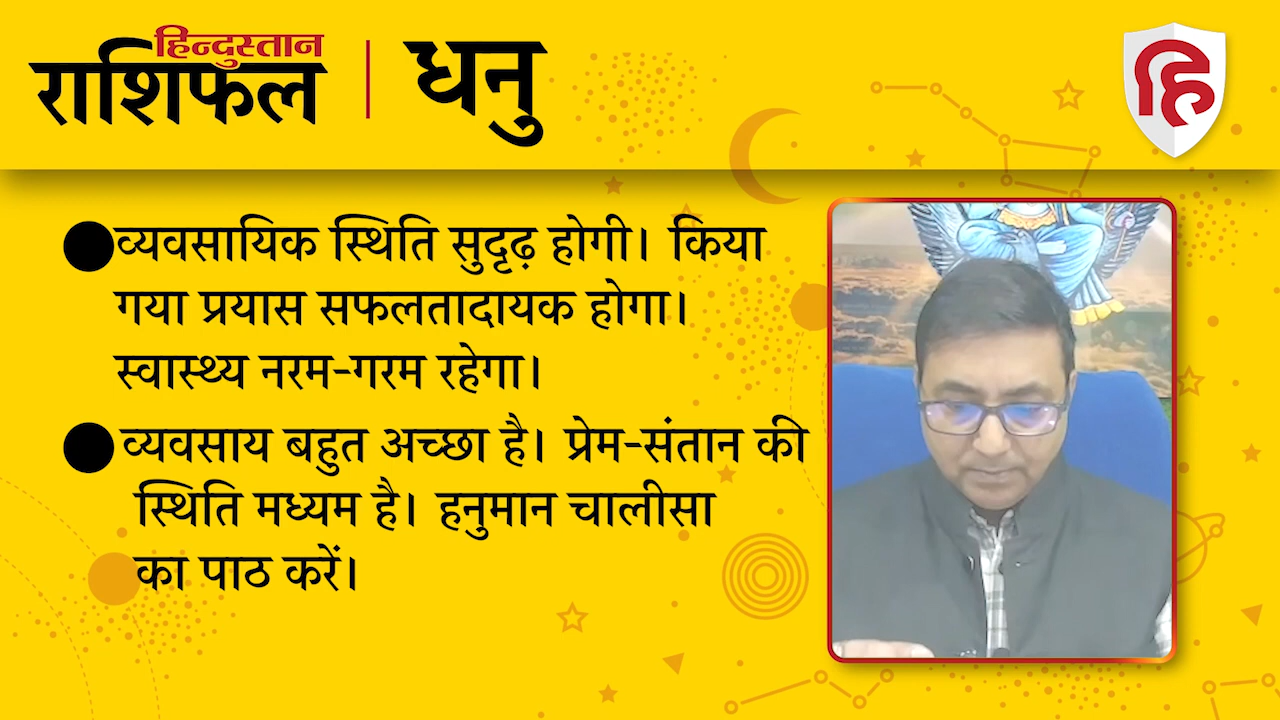 हिन्दुस्तान
राशिफल | धनु
हि
●व्यवसायिक स्थिति सुदृढ़ होगी। किया
गया प्रयास सफलतादायक होगा।
स्वास्थ्य नरम-गरम रहेगा।
●व्यवसाय बहुत अच्छा है। प्रेम-संतान की
स्थिति मध्यम है। हनुमान चालीसा
का पाठ करें।